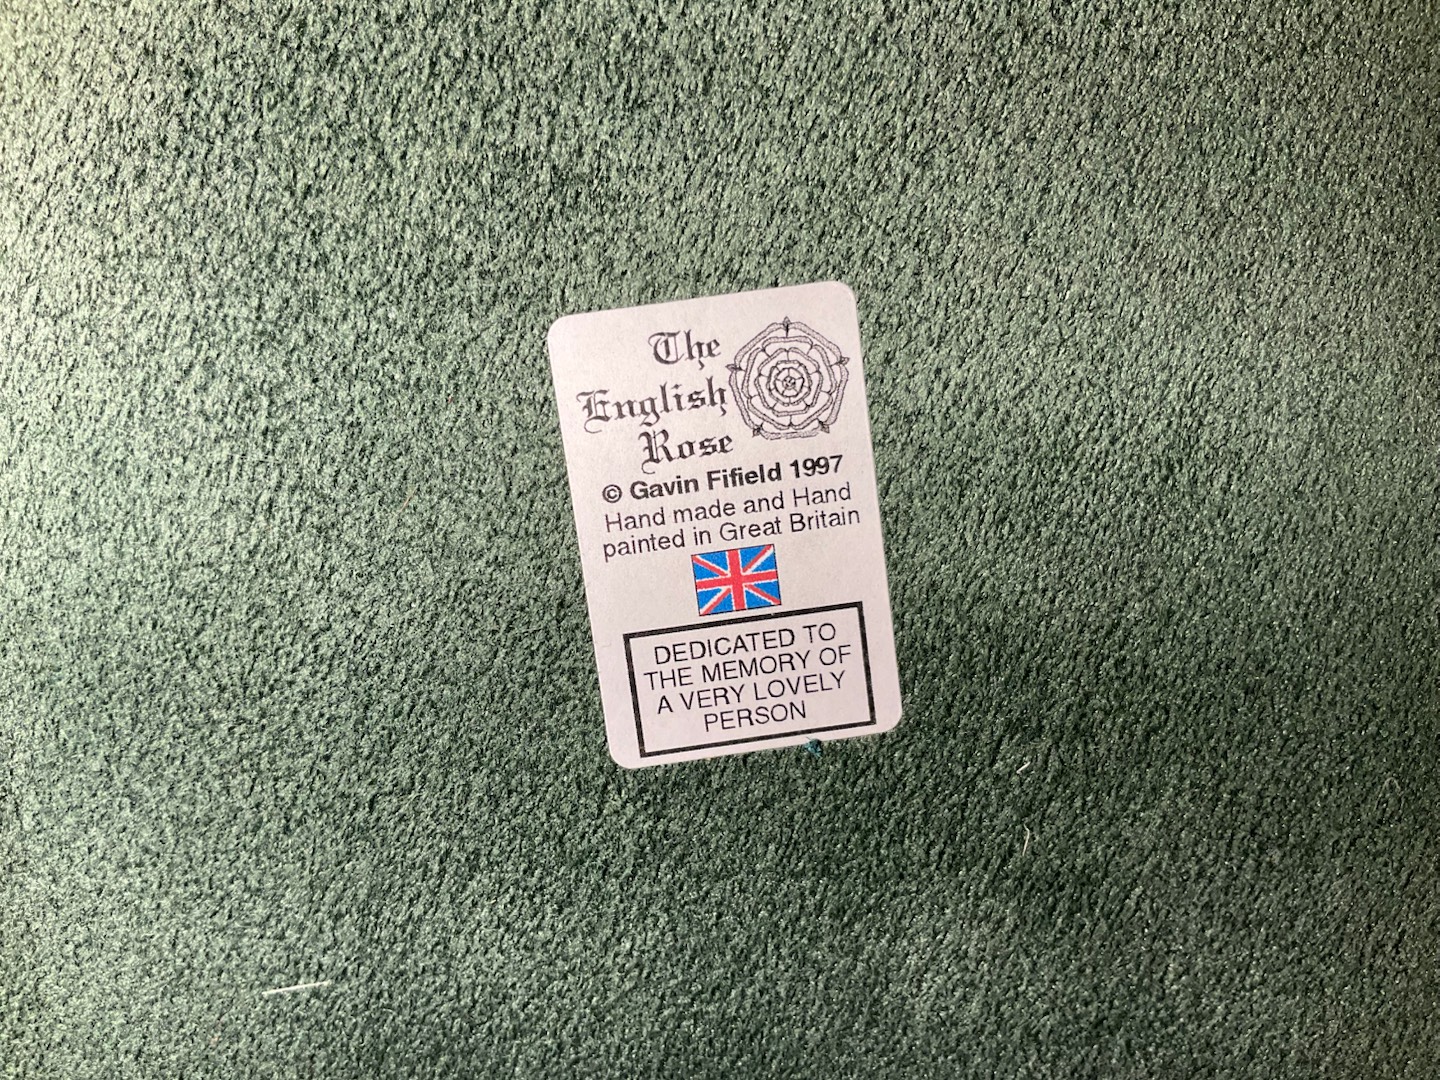 The
English
Rose
© Gavin Fifield 1997
Hand made and Hand
painted in Great Britain
DEDICATED TO
THE MEMORY OF
A VERY LOVELY
PERSON